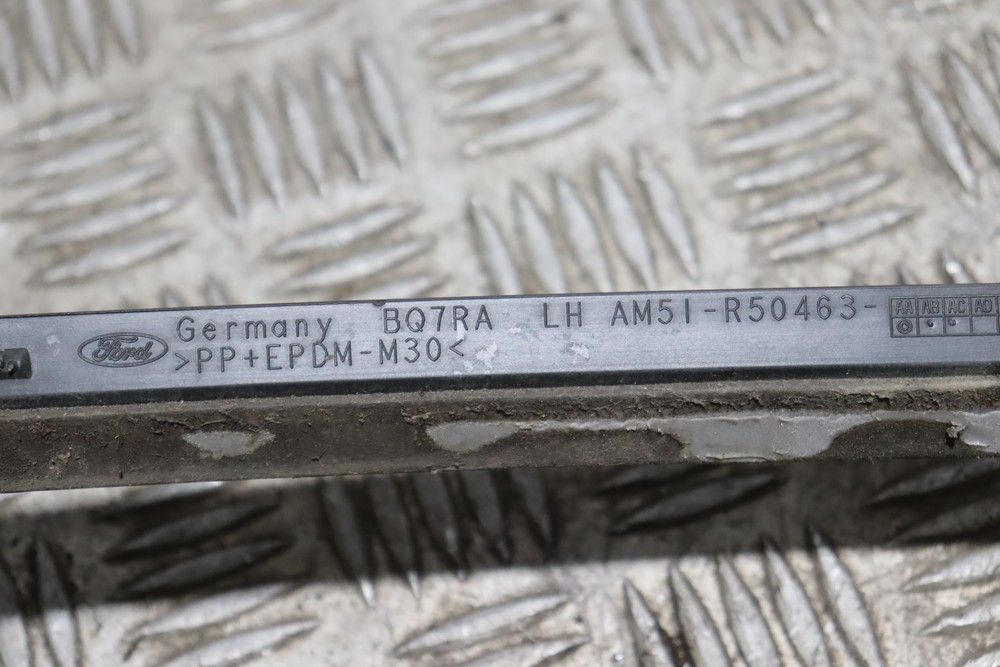 Ford Germany BQ7RA LH AM51-R50463- AA AB AC AD
>PP+EPDM-M30<